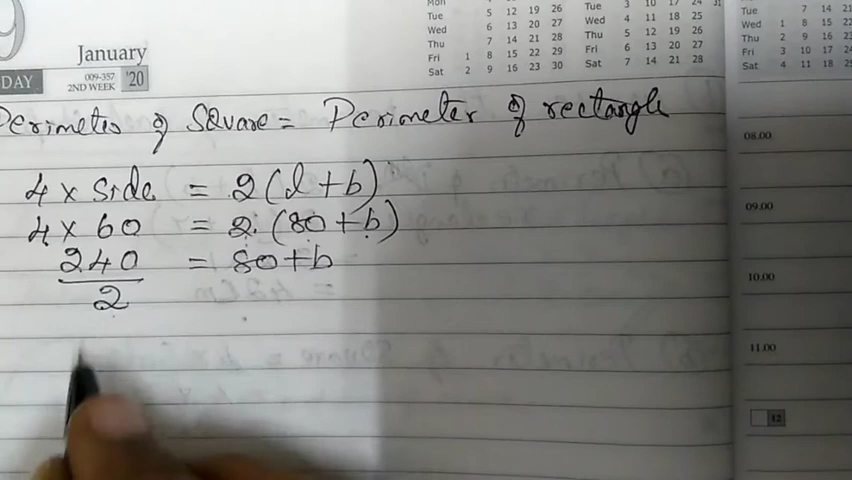 9
January
DAY
009-357
2ND WEEK
'20
Mon
Tue 5 12 19 26
Wed 6 13 20 27
Thu 7 14 21 28
Fri 1 8 15 22 29
Sat 2 9 16 23 30
Tue 3 10 17 24 31
Wed 4 11 18 25
Thu 5 12 19 26
Fri 6 13 20 27
Sat 7 14 21 28
Tue 7 14 21
Wed 1 8 15 22
Thu 2 9 16 23
Fri 3 10 17 24
Sat 4 11 18 25
Perimeter of Square = Perimeter of rectangle
4 × side = 2 (l + b)
4 × 60 = 2 (80 + b)
240 = 80 + b
2
08.00
09.00
10.00
11.00
12